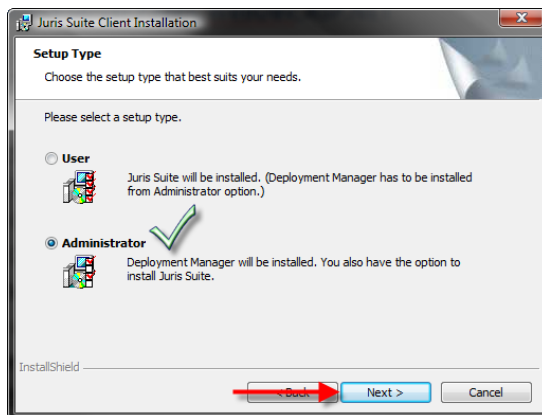 Juris Suite Client Installation
Setup Type
Choose the setup type that best suits your needs.
Please select a setup type.
User
Juris Suite will be installed. (Deployment Manager has to be installed
from Administrator option.)
Administrator
Deployment Manager will be installed. You also have the option to
install Juris Suite.
InstallShield
< Back Next > Cancel